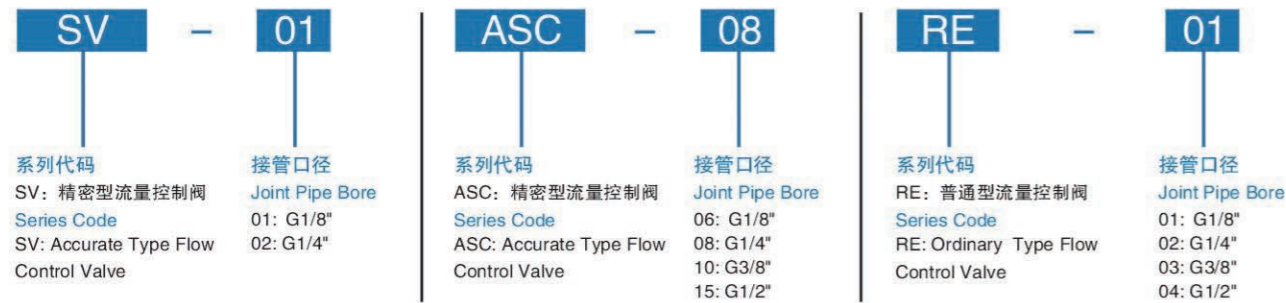 SV – 01
系列代码
SV：精密型流量控制阀
Series Code
SV: Accurate Type Flow
Control Valve
接管口径
Joint Pipe Bore
01: G1/8"
02: G1/4"
ASC – 08
系列代码
ASC：精密型流量控制阀
Series Code
ASC: Accurate Type Flow
Control Valve
接管口径
Joint Pipe Bore
06: G1/8"
08: G1/4"
10: G3/8"
15: G1/2"
RE – 01
系列代码
RE：普通型流量控制阀
Series Code
RE: Ordinary Type Flow
Control Valve
接管口径
Joint Pipe Bore
01: G1/8"
02: G1/4"
03: G3/8"
04: G1/2"